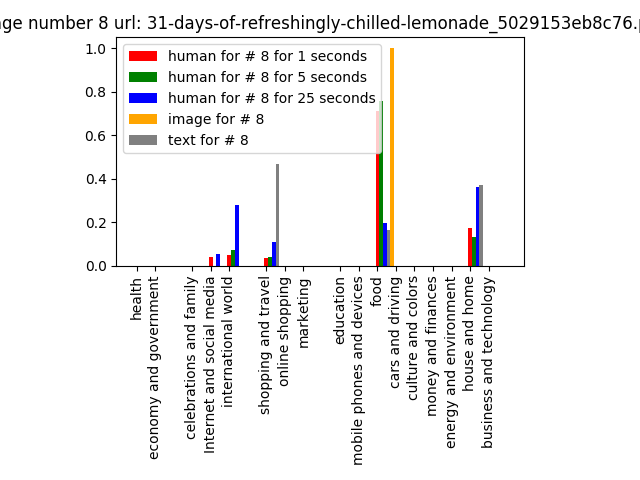 age number 8 url: 31-days-of-refreshingly-chilled-lemonade_5029153eb8c76.p
human for # 8 for 1 seconds
human for # 8 for 5 seconds
human for # 8 for 25 seconds
image for # 8
text for # 8
1.0
0.8
0.6
0.4
0.2
0.0
health
economy and government
celebrations and family
Internet and social media
international world
shopping and travel
online shopping
marketing
education
mobile phones and devices
food
cars and driving
culture and colors
money and finances
energy and environment
house and home
business and technology